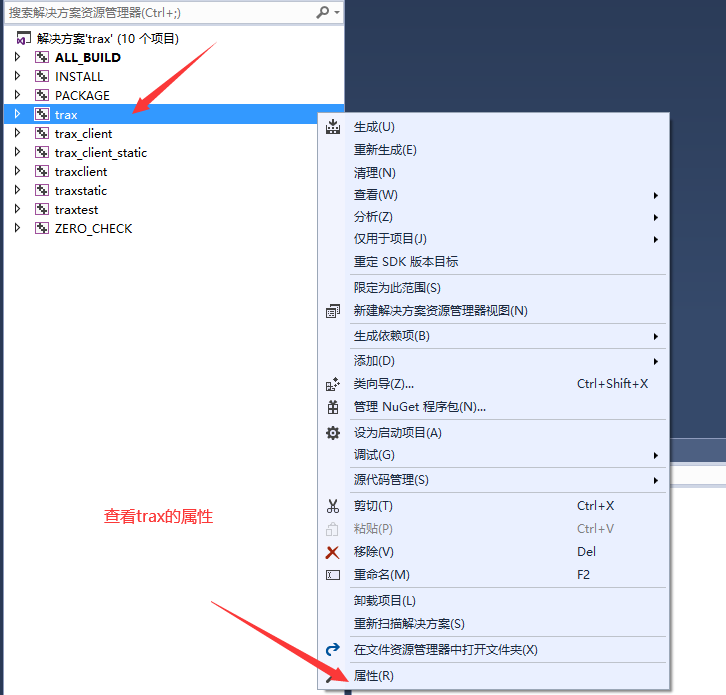 搜索解决方案资源管理器(Ctrl+;)
解决方案'trax' (10 个项目)
ALL_BUILD
INSTALL
PACKAGE
trax
trax_client
trax_client_static
traxclient
traxstatic
traxtest
ZERO_CHECK
生成(U)
重新生成(E)
清理(N)
查看(W)
分析(Z)
仅用于项目(J)
重定 SDK 版本目标
限定为此范围(S)
新建解决方案资源管理器视图(N)
生成依赖项(B)
添加(D)
类向导(Z)... Ctrl+Shift+X
管理 NuGet 程序包(N)...
设为启动项目(A)
调试(G)
源代码管理(S)
剪切(T) Ctrl+X
粘贴(P) Ctrl+V
移除(V) Del
重命名(M) F2
卸载项目(L)
重新扫描解决方案(S)
在文件资源管理器中打开文件夹(X)
属性(R)
查看trax的属性